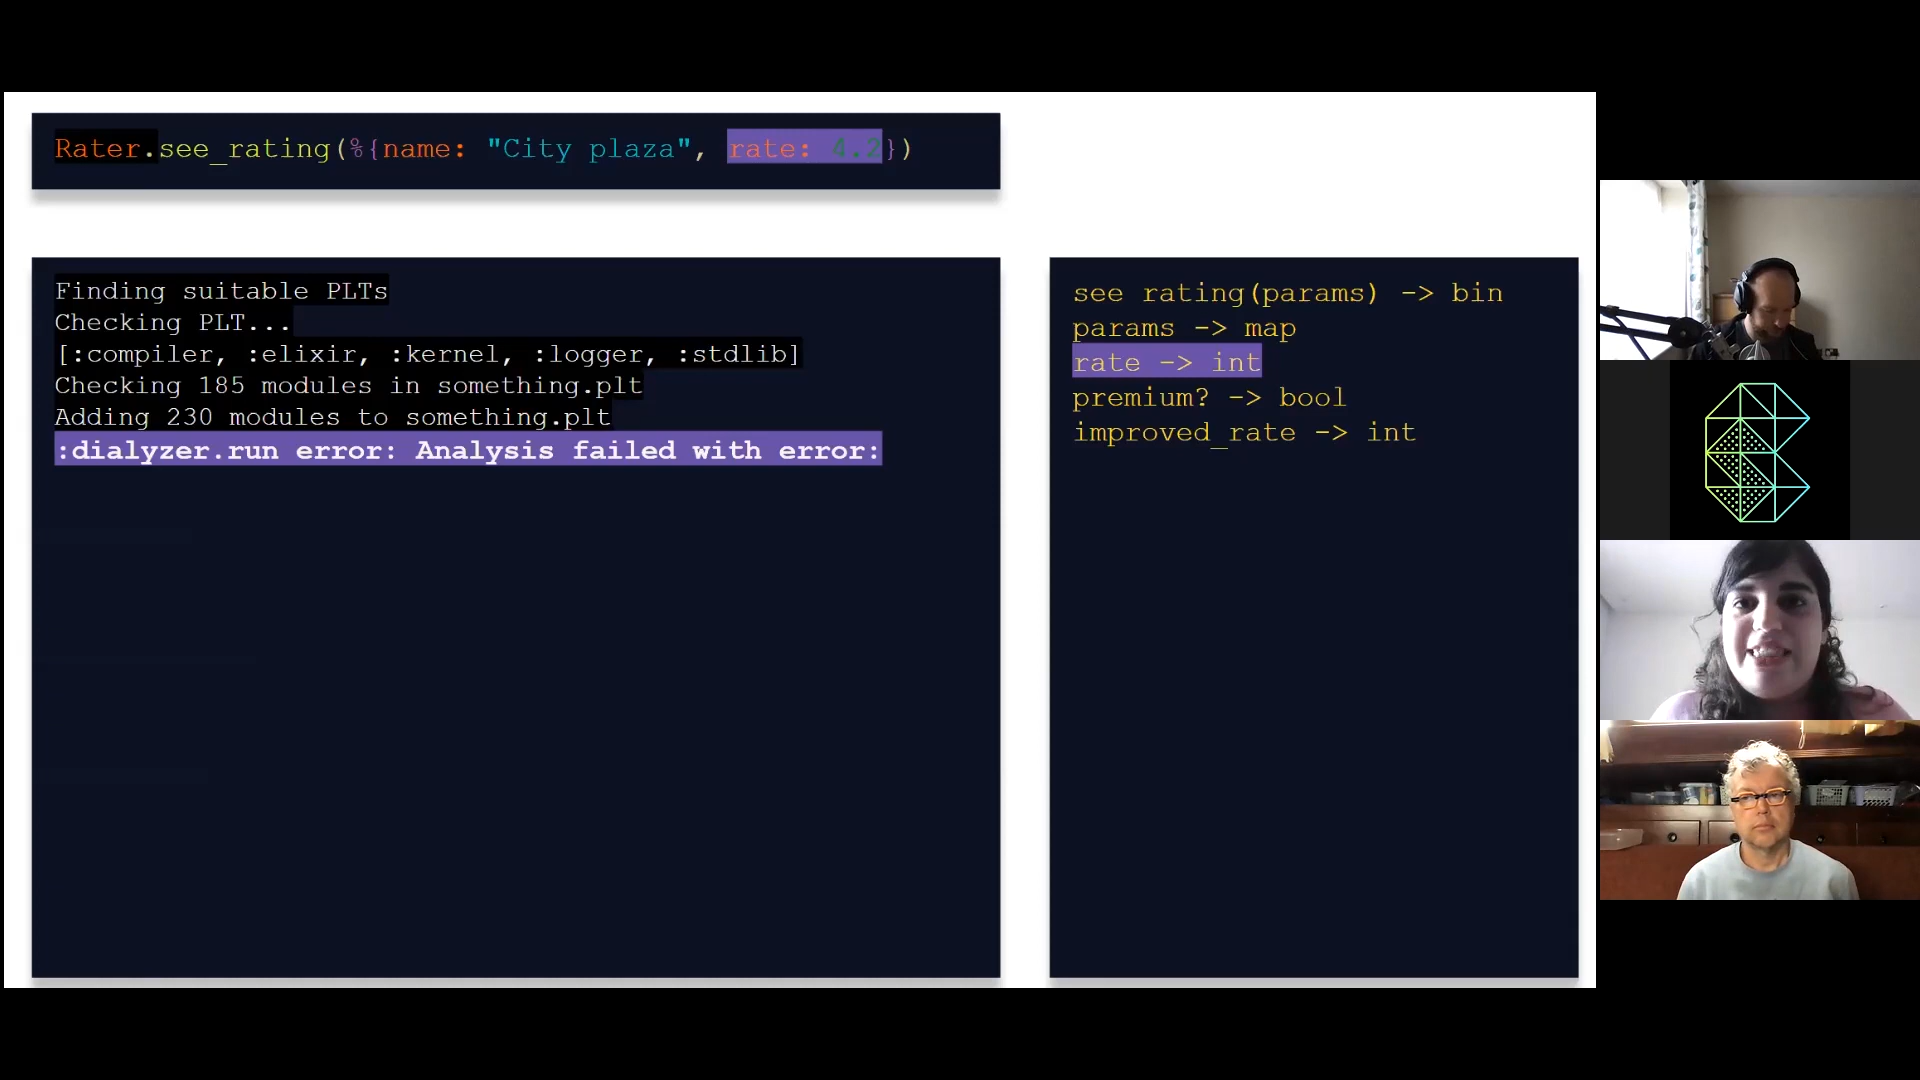 Rater.see_rating(%{name: "City plaza", rate: 4.2})
Finding suitable PLTs
Checking PLT...
[:compiler, :elixir, :kernel, :logger, :stdlib]
Checking 185 modules in something.plt
Adding 230 modules to something.plt
:dialyzer.run error: Analysis failed with error:
see rating(params) -> bin
params -> map
rate -> int
premium? -> bool
improved_rate -> int